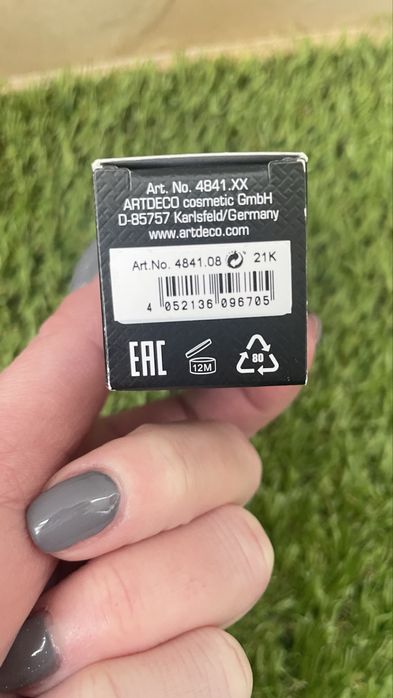 Art. No. 4841.XX
ARTDECO cosmetic GmbH
D-85757 Karlsfeld/Germany
www.artdeco.com
Art.No. 4841.08 21K
4 052136 096705
EAC 12M 80